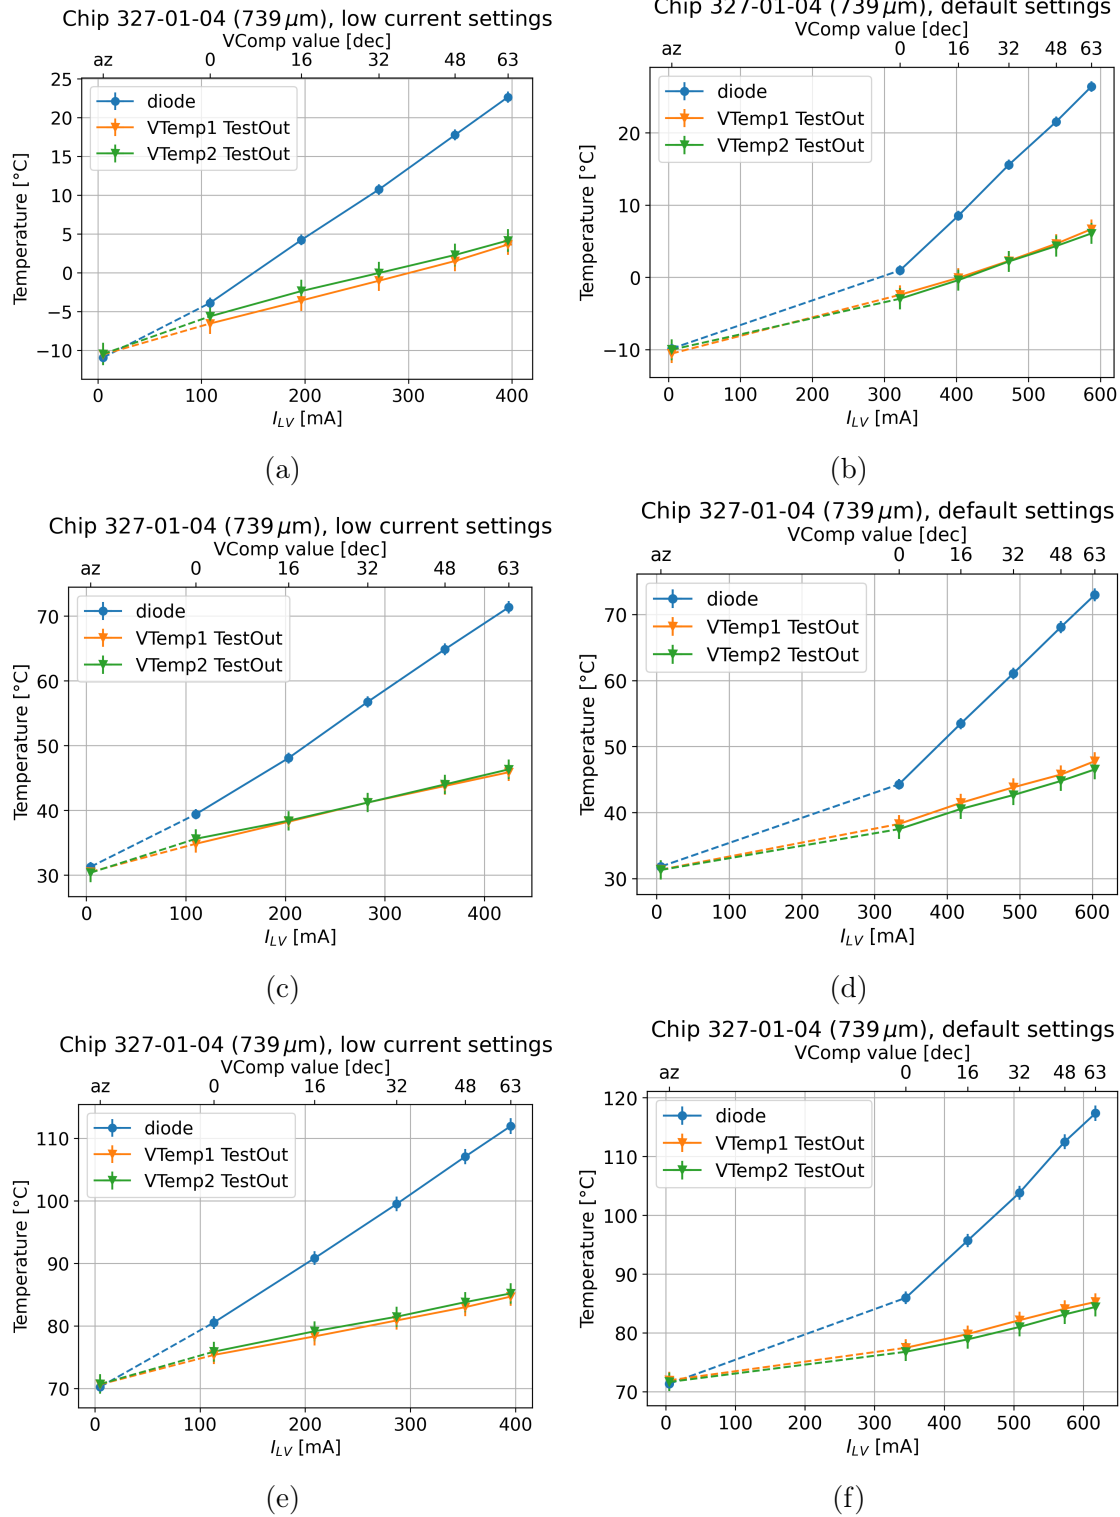 Chip 327-01-04 (739 μm), low current settings
VComp value [dec]
az 0 16 32 48 63
25
20
15
10
5
0
−5
−10
Temperature [°C]
diode
VTemp1 TestOut
VTemp2 TestOut
0 100 200 300 400
I_LV [mA]
(a)
Chip 327-01-04 (739 μm), default settings
VComp value [dec]
az 0 16 32 48 63
20
10
0
−10
Temperature [°C]
diode
VTemp1 TestOut
VTemp2 TestOut
0 100 200 300 400 500 600
I_LV [mA]
(b)
Chip 327-01-04 (739 μm), low current settings
VComp value [dec]
az 0 16 32 48 63
70
60
50
40
30
Temperature [°C]
diode
VTemp1 TestOut
VTemp2 TestOut
0 100 200 300 400
I_LV [mA]
(c)
Chip 327-01-04 (739 μm), default settings
VComp value [dec]
az 0 16 32 48 63
70
60
50
40
30
Temperature [°C]
diode
VTemp1 TestOut
VTemp2 TestOut
0 100 200 300 400 500 600
I_LV [mA]
(d)
Chip 327-01-04 (739 μm), low current settings
VComp value [dec]
az 0 16 32 48 63
110
100
90
80
70
Temperature [°C]
diode
VTemp1 TestOut
VTemp2 TestOut
0 100 200 300 400
I_LV [mA]
(e)
Chip 327-01-04 (739 μm), default settings
VComp value [dec]
az 0 16 32 48 63
120
110
100
90
80
70
Temperature [°C]
diode
VTemp1 TestOut
VTemp2 TestOut
0 100 200 300 400 500 600
I_LV [mA]
(f)